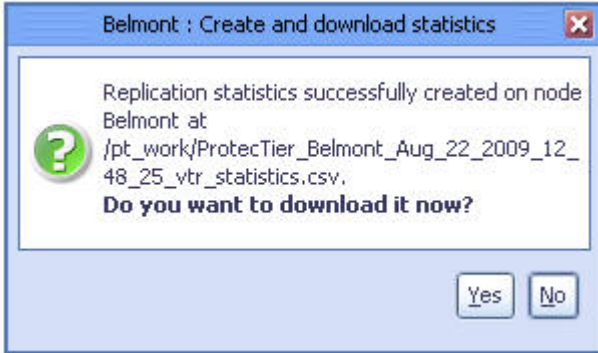 Belmont : Create and download statistics
Replication statistics successfully created on node
Belmont at
/pt_work/ProtecTier_Belmont_Aug_22_2009_12_
48_25_vtr_statistics.csv.
Do you want to download it now?
Yes No